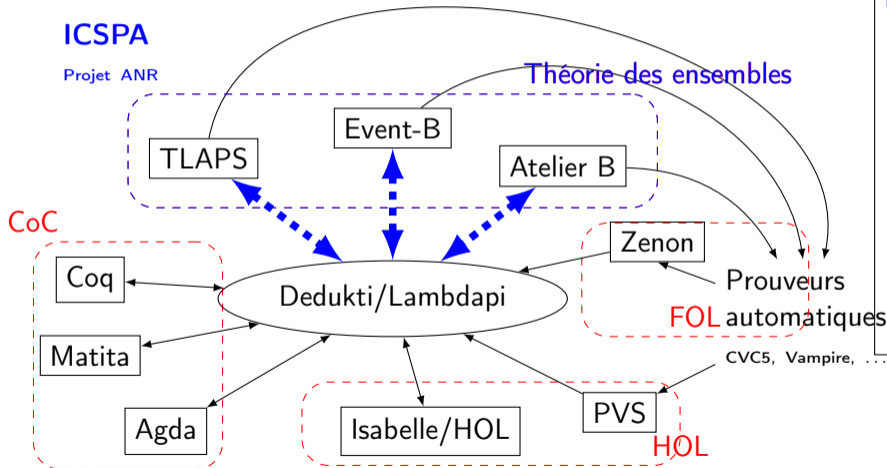 ICSPA
Projet ANR
Théorie des ensembles
Event-B
TLAPS
Atelier B
CoC
Zenon
Coq
Dedukti/Lambdapi
Prouveurs
FOL automatiques
Matita
CVC5, Vampire, ...
Agda
Isabelle/HOL
PVS
HOL